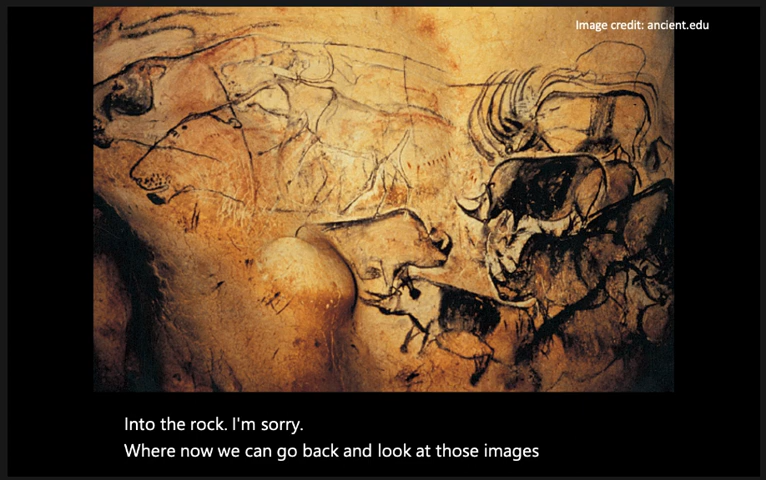 Image credit: ancient.edu
Into the rock. I'm sorry.
Where now we can go back and look at those images